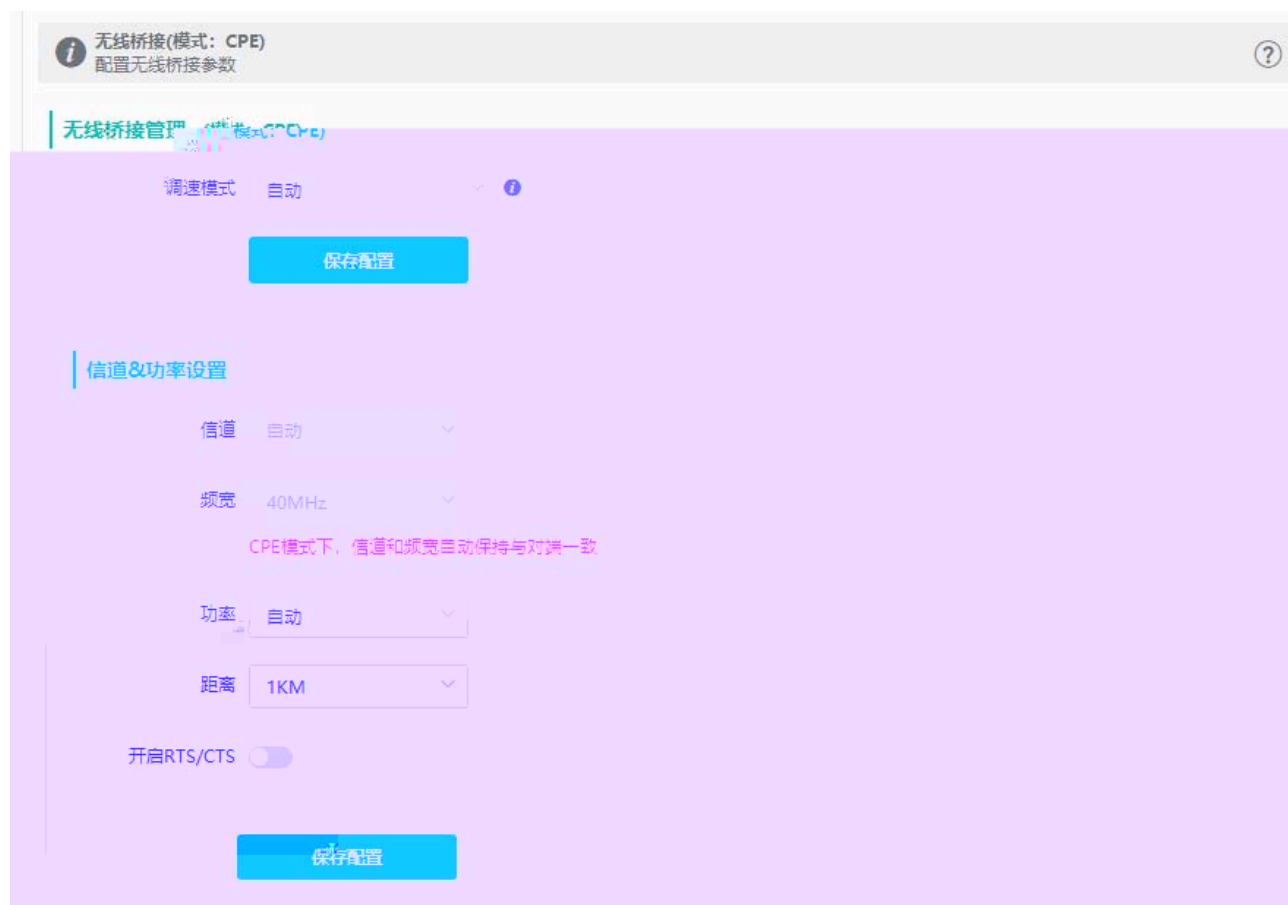 无线桥接(模式：CPE)
配置无线桥接参数
无线桥接管理 (模式: CPE)
调速模式 自动
保存配置
信道&功率设置
信道 自动
频宽 40MHz
CPE模式下，信道和频宽自动保持与对端一致
功率 自动
距离 1KM
开启RTS/CTS
保存配置